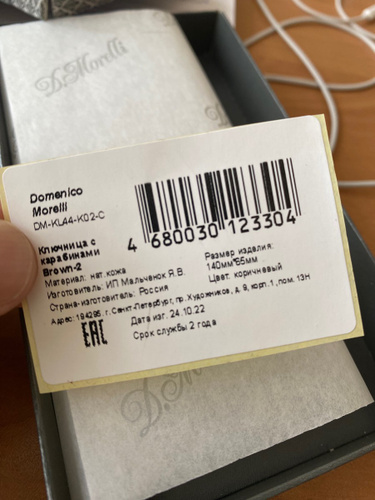 D.Morelli
Domenico
Morelli
DM-KL44-K02-C
4 680030 123304
Ключница с
карабинами
Brown-2
Размер изделия:
140мм*65мм
Цвет: коричневый
Материал: нат.кожа
Изготовитель: ИП Мальченок Я.В.
Страна-изготовитель: Россия
Адрес: 194295, г.Санкт-Петербург, пр.Художников, д. 9, корп.1, пом. 13Н
EAC
Дата изг. 24.10.22
Срок службы 2 года
D.Morelli